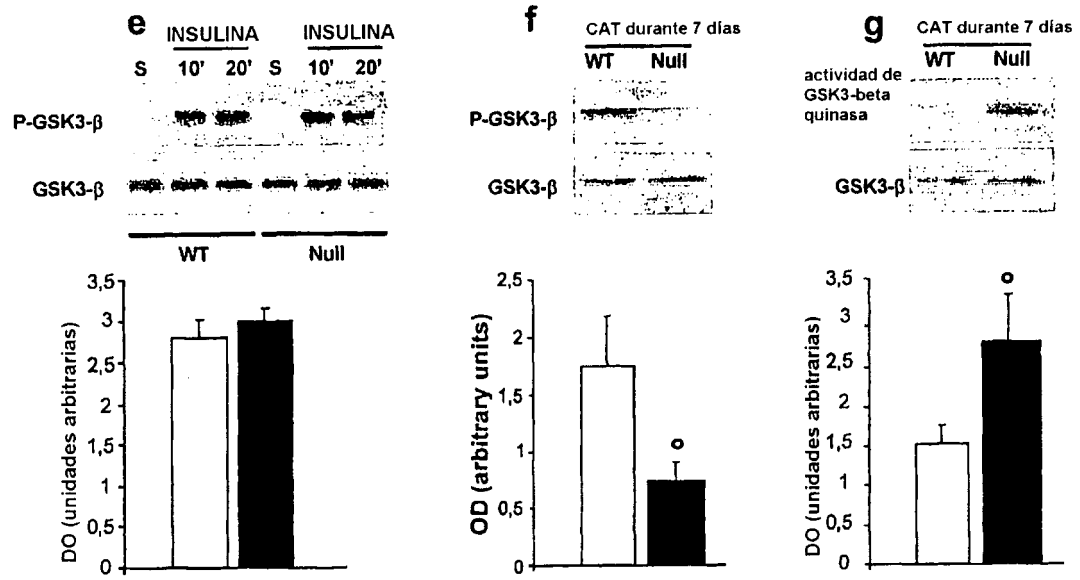 e
INSULINA INSULINA
S 10' 20' S 10' 20'
P-GSK3-β
GSK3-β
WT Null
3,5
3
2,5
2
1,5
1
0,5
0
DO (unidades arbitrarias)
f
CAT durante 7 días
WT Null
P-GSK3-β
GSK3-β
2,5
2
1,5
1
0,5
0
OD (arbitrary units)
g
CAT durante 7 días
WT Null
actividad de
GSK3-beta
quinasa
GSK3-β
3,5
3
2,5
2
1,5
1
0,5
0
DO (unidades arbitrarias)